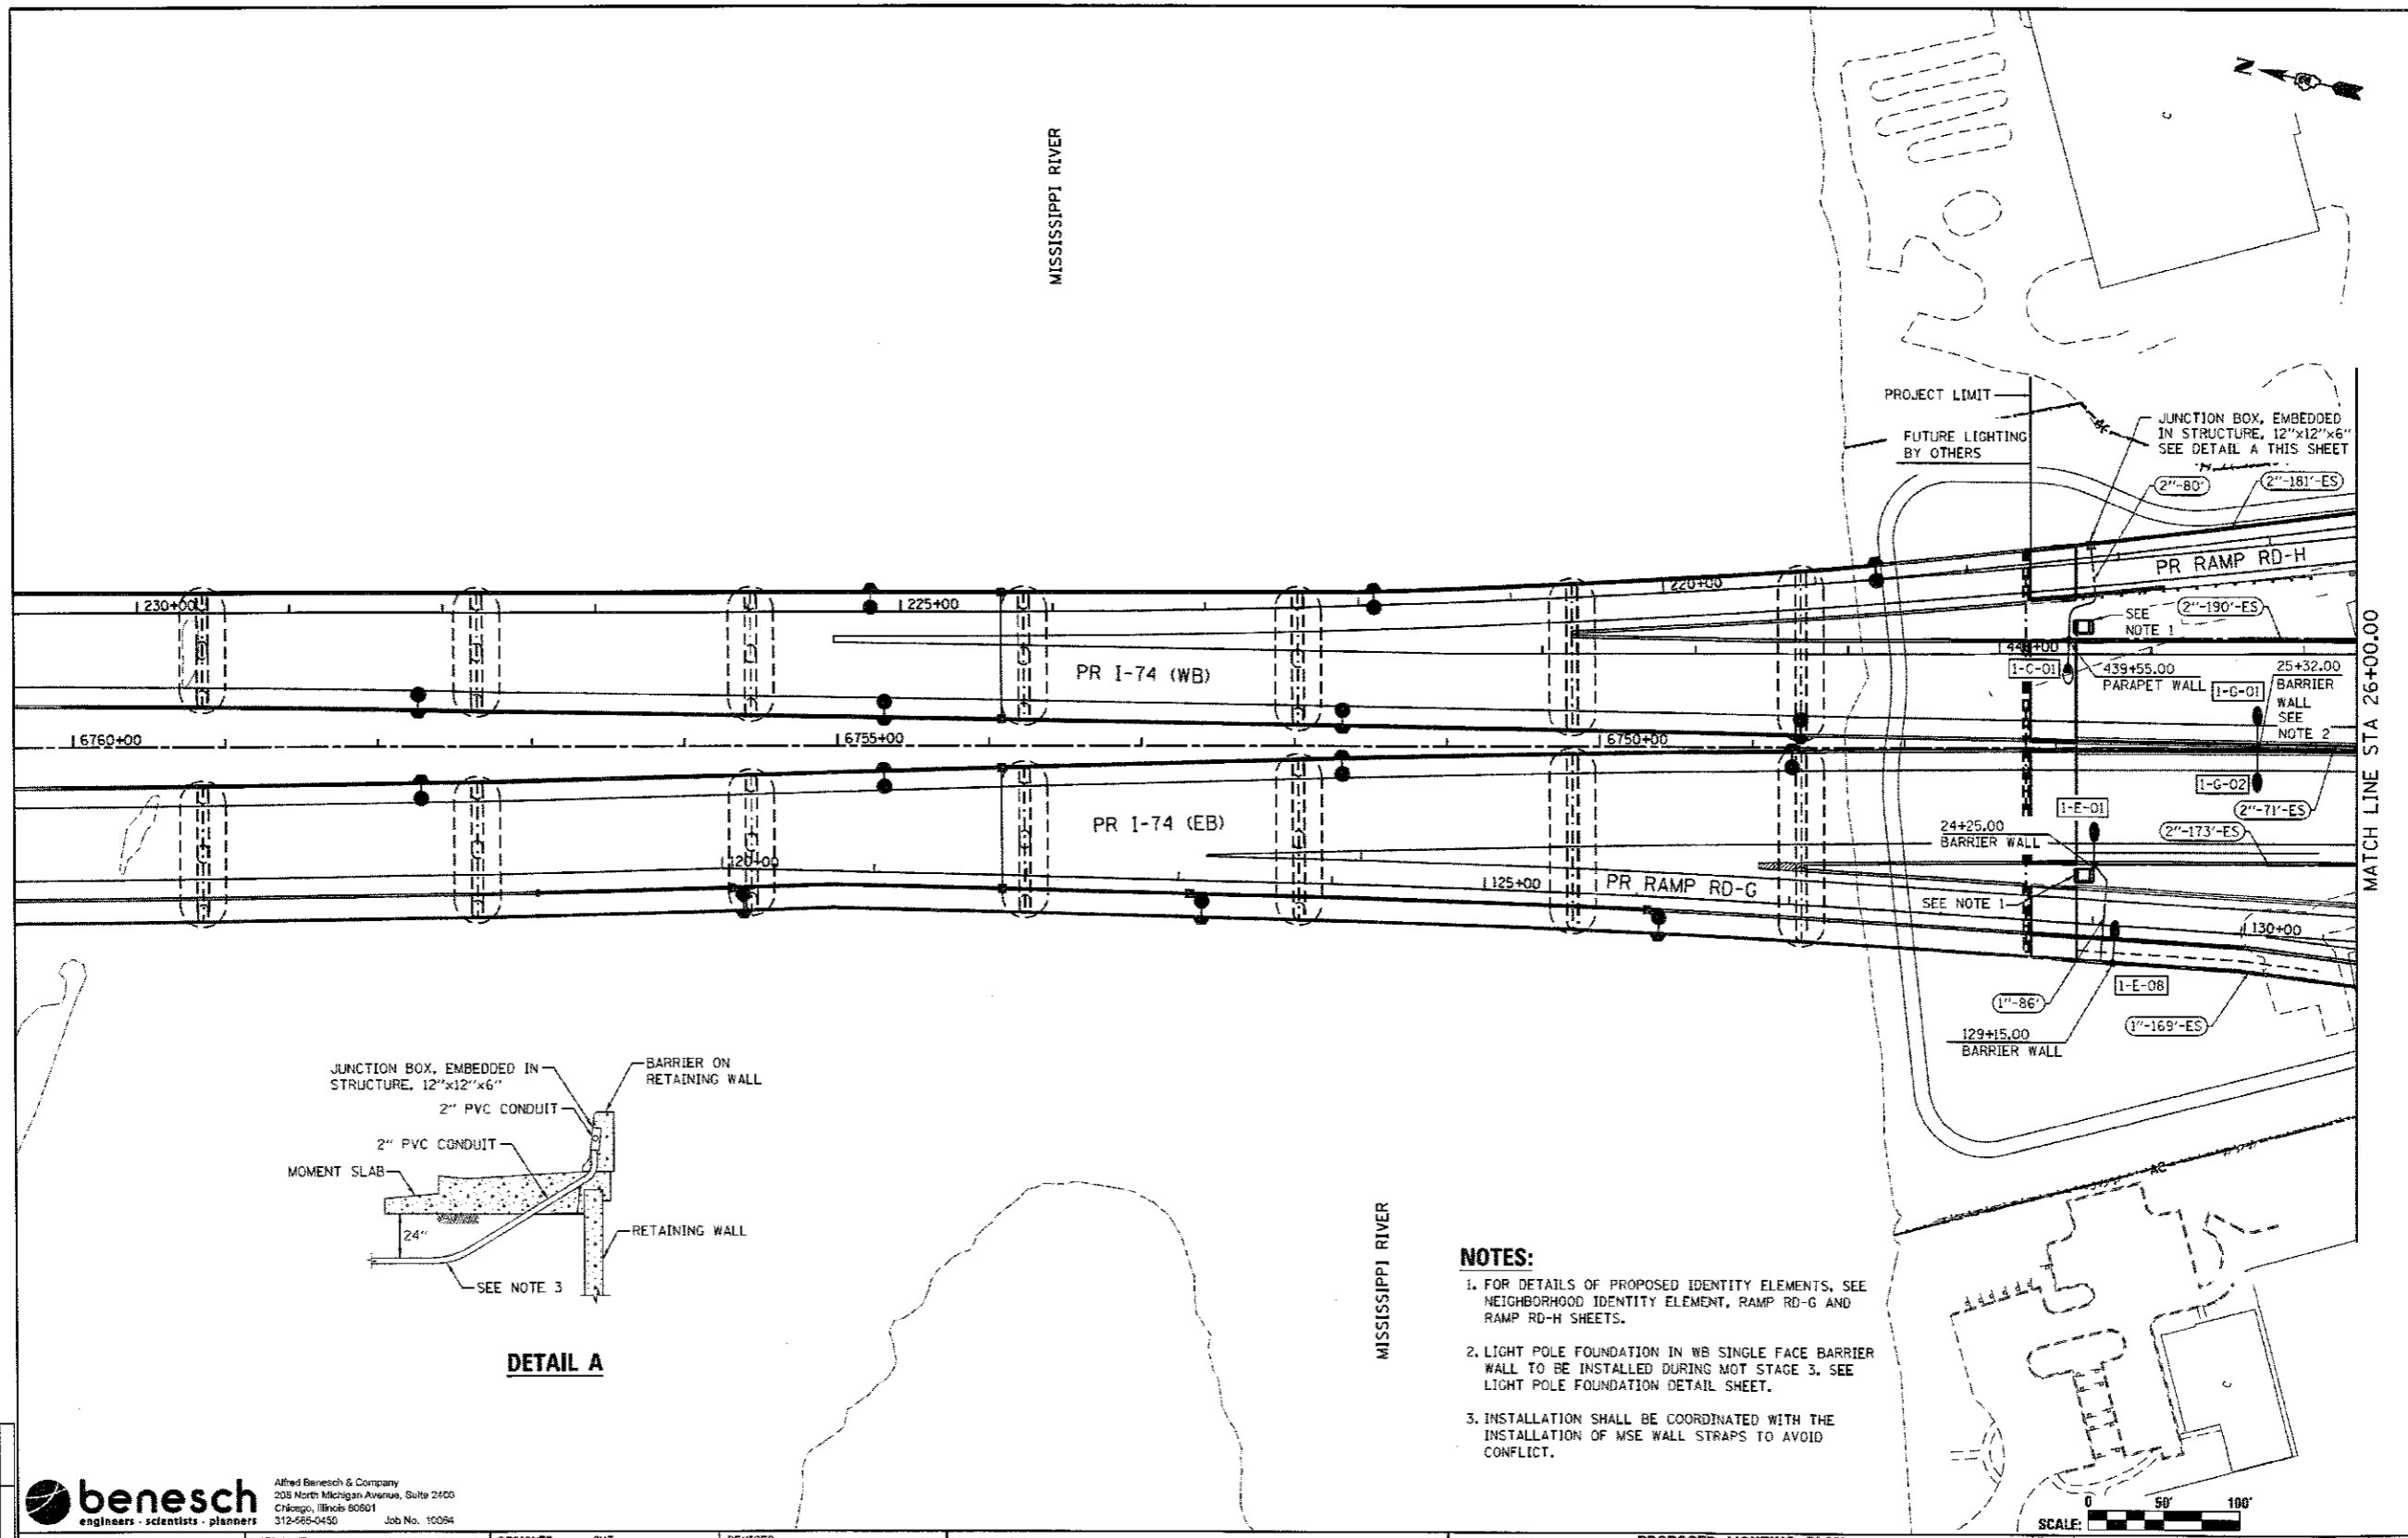 N
MISSISSIPPI RIVER
C
PROJECT LIMIT
FUTURE LIGHTING
BY OTHERS
JUNCTION BOX, EMBEDDED
IN STRUCTURE, 12"x12"x6"
SEE DETAIL A THIS SHEET
2"-80'
2"-181'-ES
PR RAMP RD-H
230+00
225+00
220+00
SEE
NOTE 1
2"-190'-ES
PR I-74 (WB)
1-C-01
439+55.00
PARAPET WALL
1-G-01
25+32.00
BARRIER
WALL
SEE
NOTE 2
6760+00
6755+00
6750+00
MATCH LINE STA 26+00.00
1-G-02
2"-71'-ES
1-E-01
2"-173'-ES
PR I-74 (EB)
24+25.00
BARRIER WALL
120+00
125+00
PR RAMP RD-G
SEE NOTE 1
130+00
1-E-08
1"-86'
1"-169'-ES
129+15.00
BARRIER WALL
JUNCTION BOX, EMBEDDED IN
STRUCTURE, 12"x12"x6"
BARRIER ON
RETAINING WALL
2" PVC CONDUIT
2" PVC CONDUIT
MOMENT SLAB
24"
RETAINING WALL
SEE NOTE 3
DETAIL A
AC
MISSISSIPPI RIVER
NOTES:
1. FOR DETAILS OF PROPOSED IDENTITY ELEMENTS, SEE
NEIGHBORHOOD IDENTITY ELEMENT, RAMP RD-G AND
RAMP RD-H SHEETS.
2. LIGHT POLE FOUNDATION IN WB SINGLE FACE BARRIER
WALL TO BE INSTALLED DURING MOT STAGE 3. SEE
LIGHT POLE FOUNDATION DETAIL SHEET.
3. INSTALLATION SHALL BE COORDINATED WITH THE
INSTALLATION OF MSE WALL STRAPS TO AVOID
CONFLICT.
C
benesch
engineers · scientists · planners
Alfred Benesch & Company
205 North Michigan Avenue, Suite 2400
Chicago, Illinois 60601
312-565-0450 Job No. 10064
0 50' 100'
SCALE: